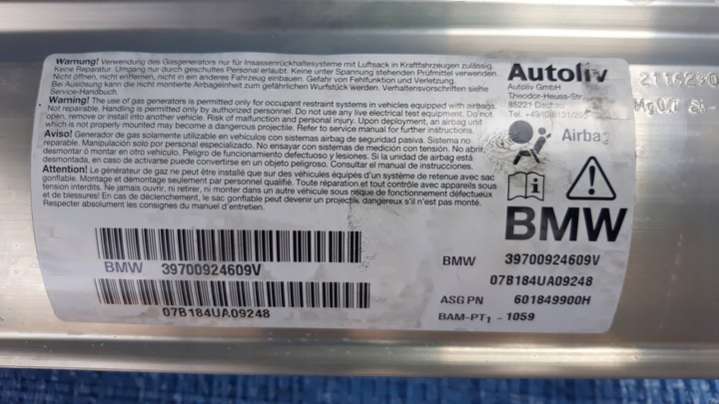 Warnung! Verwendung des Gasgenerators nur für Insassenrückhaltesysteme mit Luftsack in Kraftfahrzeugen zulässig.
Keine Reparatur. Umgang nur durch geschultes Personal erlaubt. Keine unter Spannung stehenden Prüfmittel verwenden.
Nicht öffnen, nicht entfernen, nicht in ein anderes Fahrzeug einbauen. Gefahr von Fehlfunktion und Verletzung.
Bei Auslösung kann die nicht montierte Airbageinheit zum gefährlichen Wurfstück werden. Verhaltensvorschriften siehe
Service-Handbuch.
Warning! The use of gas generators is permitted only for occupant restraint systems in vehicles equipped with airbags.
Not repairable. Handling is permitted only by authorized personnel. Do not use any live electrical test equipment. Do not
open, remove or install into another vehicle. Risk of malfunction and personal injury. Upon deployment, an airbag unit
which is not properly mounted may become a dangerous projectile. Refer to service manual for further instructions.
Aviso! Generador de gas solamente utilizable en vehículos con sistemas airbag de seguridad pasiva. Sistema no
reparable. Manipulación solo por personal especializado. No ensayar con sistemas de medición con tensión. No abrir,
desmontar o montar en otro vehículo. Peligro de funcionamiento defectuoso y lesiones. Si la unidad de airbag está
desmontada, en caso de activarse puede convertirse en un objeto peligroso. Consultar el manual de instrucciones.
Attention! Le générateur de gaz ne peut être installé que sur des véhicules équipés d'un système de retenue avec sac
gonflable. Montage et démontage seulement par personnel qualifié. Toute réparation et tout contrôle avec appareils sous
tension interdits. Ne jamais ouvrir, ni retirer, ni monter dans un autre véhicule sous risque de fonctionnement défectueux
et de blessures! En cas de déclenchement, le sac gonflable peut devenir un projectile dangereux s'il n'est pas monté.
Respecter absolument les consignes du manuel d'entretien.
Autoliv
Autoliv GmbH
Theodor-Heuss-Str.
85221
Airbag
BMW
BMW 39700924609V
07B184UA09248
BMW 39700924609V
07B184UA09248
ASG PN 601849900H
BAM-PT1 - 1059